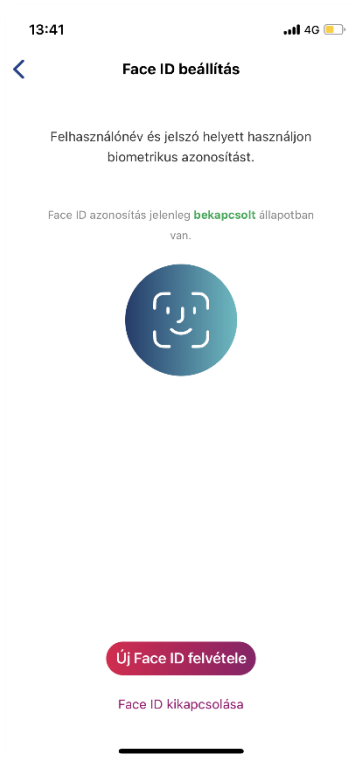 13:41
4G
Face ID beállítás
Felhasználónév és jelszó helyett használjon
biometrikus azonosítást.
Face ID azonosítás jelenleg bekapcsolt állapotban
van.
Új Face ID felvétele
Face ID kikapcsolása